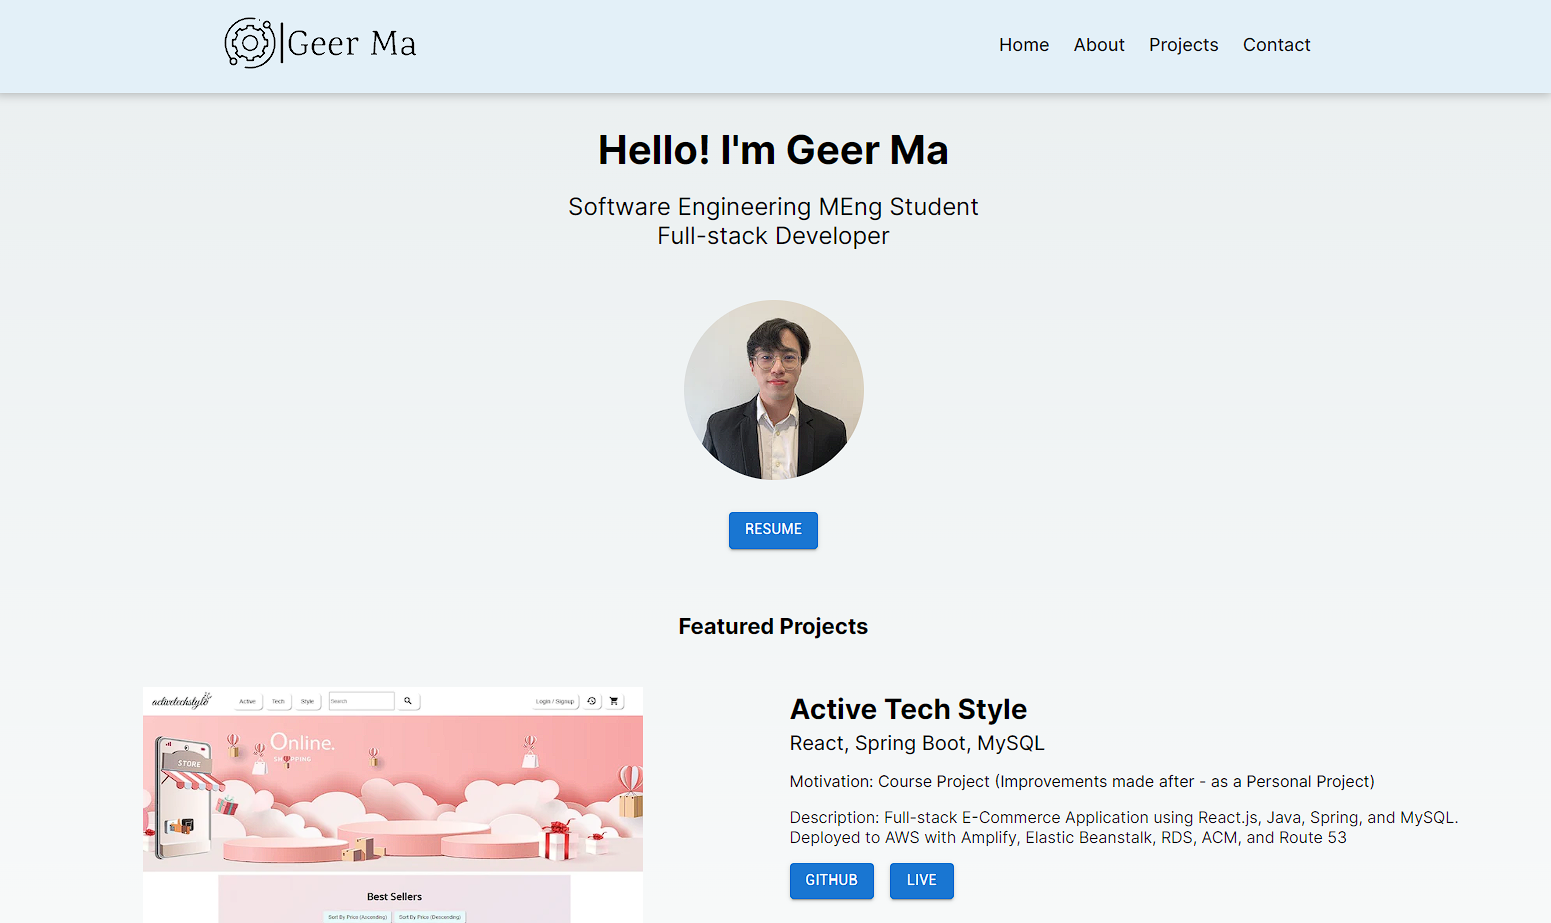 Geer Ma
Home About Projects Contact
Hello! I'm Geer Ma
Software Engineering MEng Student
Full-stack Developer
RESUME
Featured Projects
activetechstyle
Active Tech Style Search Login / Signup
Online.
SHOPPING
STORE
Best Sellers
Sort By Price (Ascending) Sort By Price (Descending)
Active Tech Style
React, Spring Boot, MySQL
Motivation: Course Project (Improvements made after - as a Personal Project)
Description: Full-stack E-Commerce Application using React.js, Java, Spring, and MySQL.
Deployed to AWS with Amplify, Elastic Beanstalk, RDS, ACM, and Route 53
GITHUB LIVE